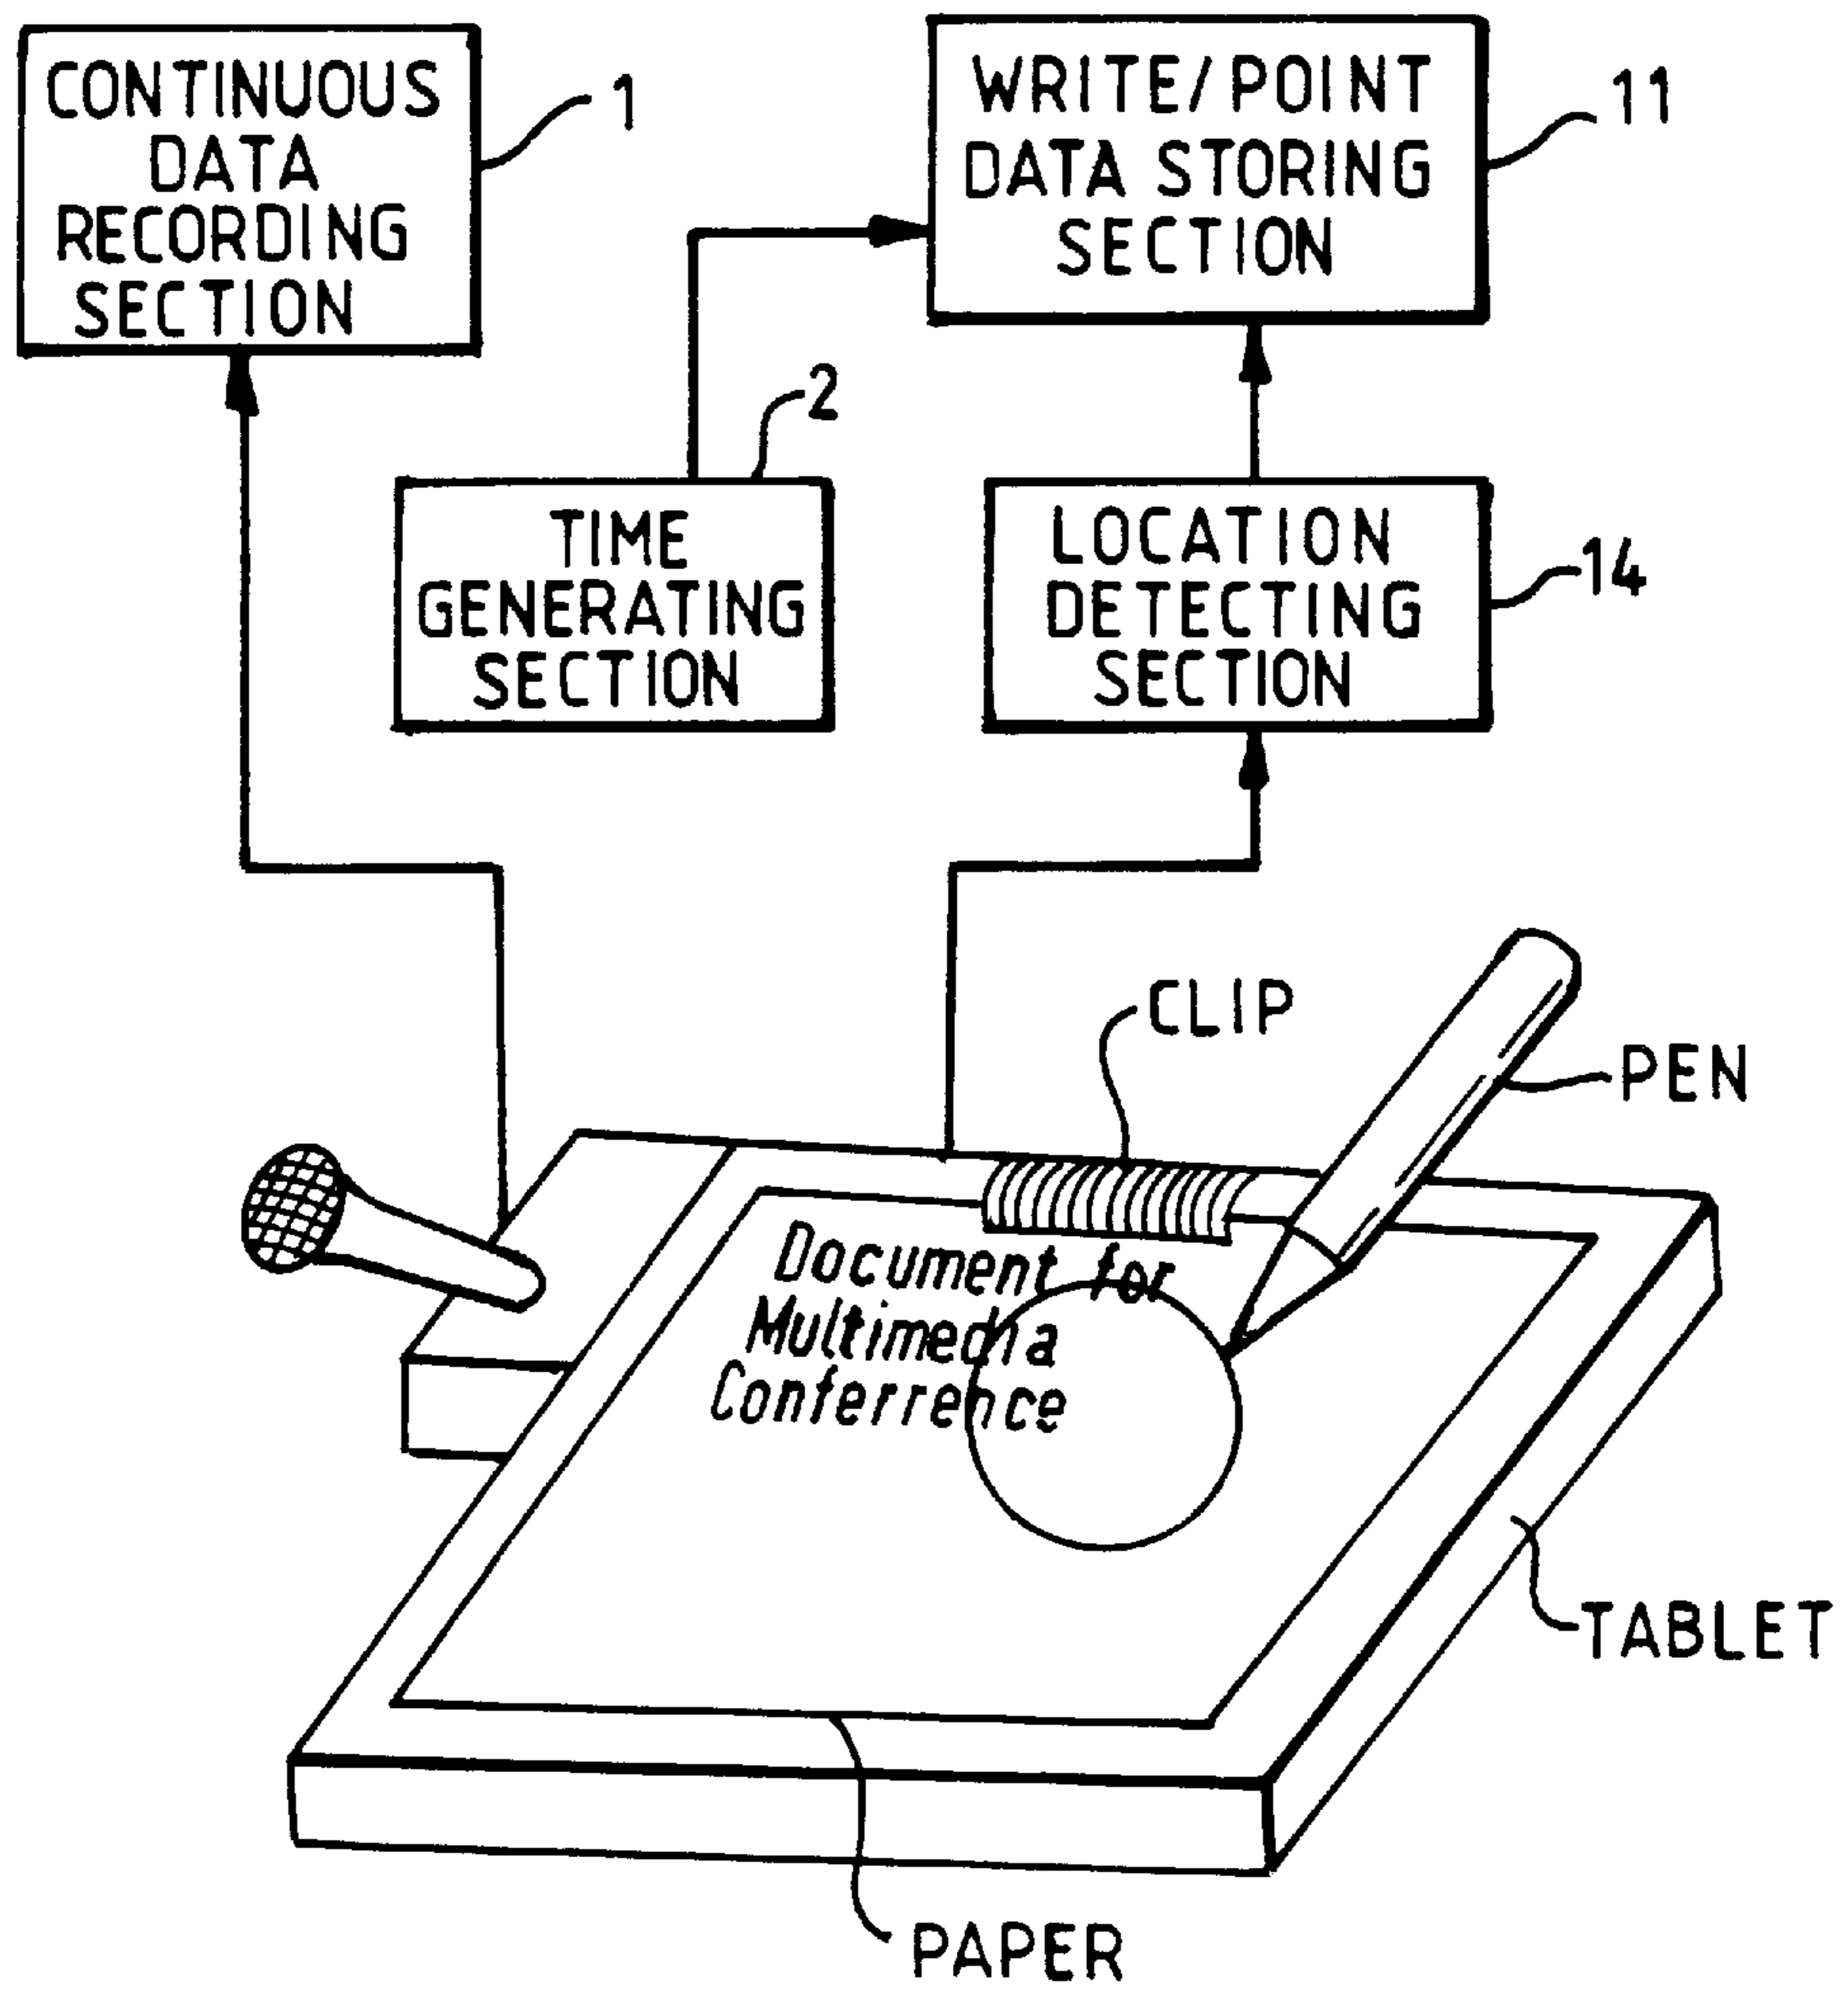 CONTINUOUS
DATA
RECORDING
SECTION
1
WRITE/POINT
DATA STORING
SECTION
11
2
TIME
GENERATING
SECTION
LOCATION
DETECTING
SECTION
14
CLIP
PEN
Document for
Multimedia
Conferrence
TABLET
PAPER